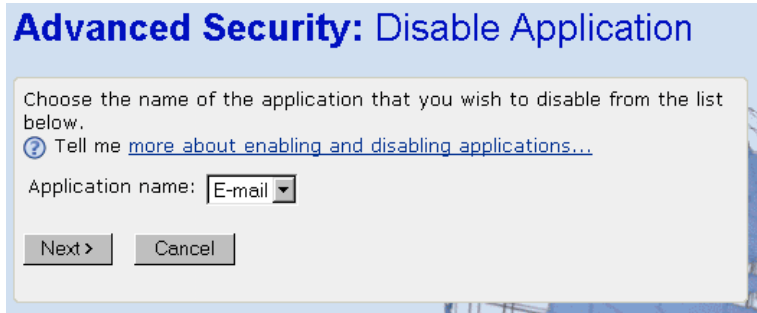 Advanced Security: Disable Application
Choose the name of the application that you wish to disable from the list
below.
? Tell me more about enabling and disabling applications...
Application name: E-mail
Next > Cancel